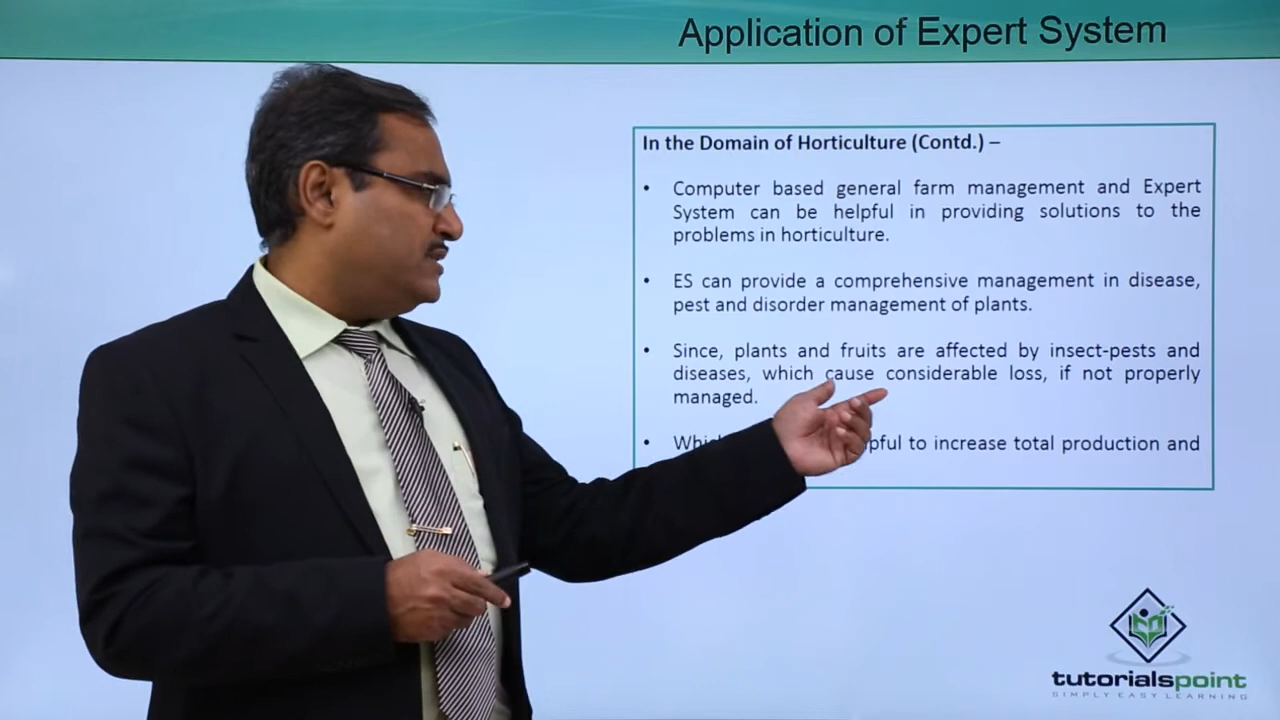 Application of Expert System
In the Domain of Horticulture (Contd.) –
• Computer based general farm management and Expert
System can be helpful in providing solutions to the
problems in horticulture.
• ES can provide a comprehensive management in disease,
pest and disorder management of plants.
• Since, plants and fruits are affected by insect-pests and
diseases, which cause considerable loss, if not properly
managed.
• to increase total production and
tutorialspoint
SIMPLY EASY LEARNING